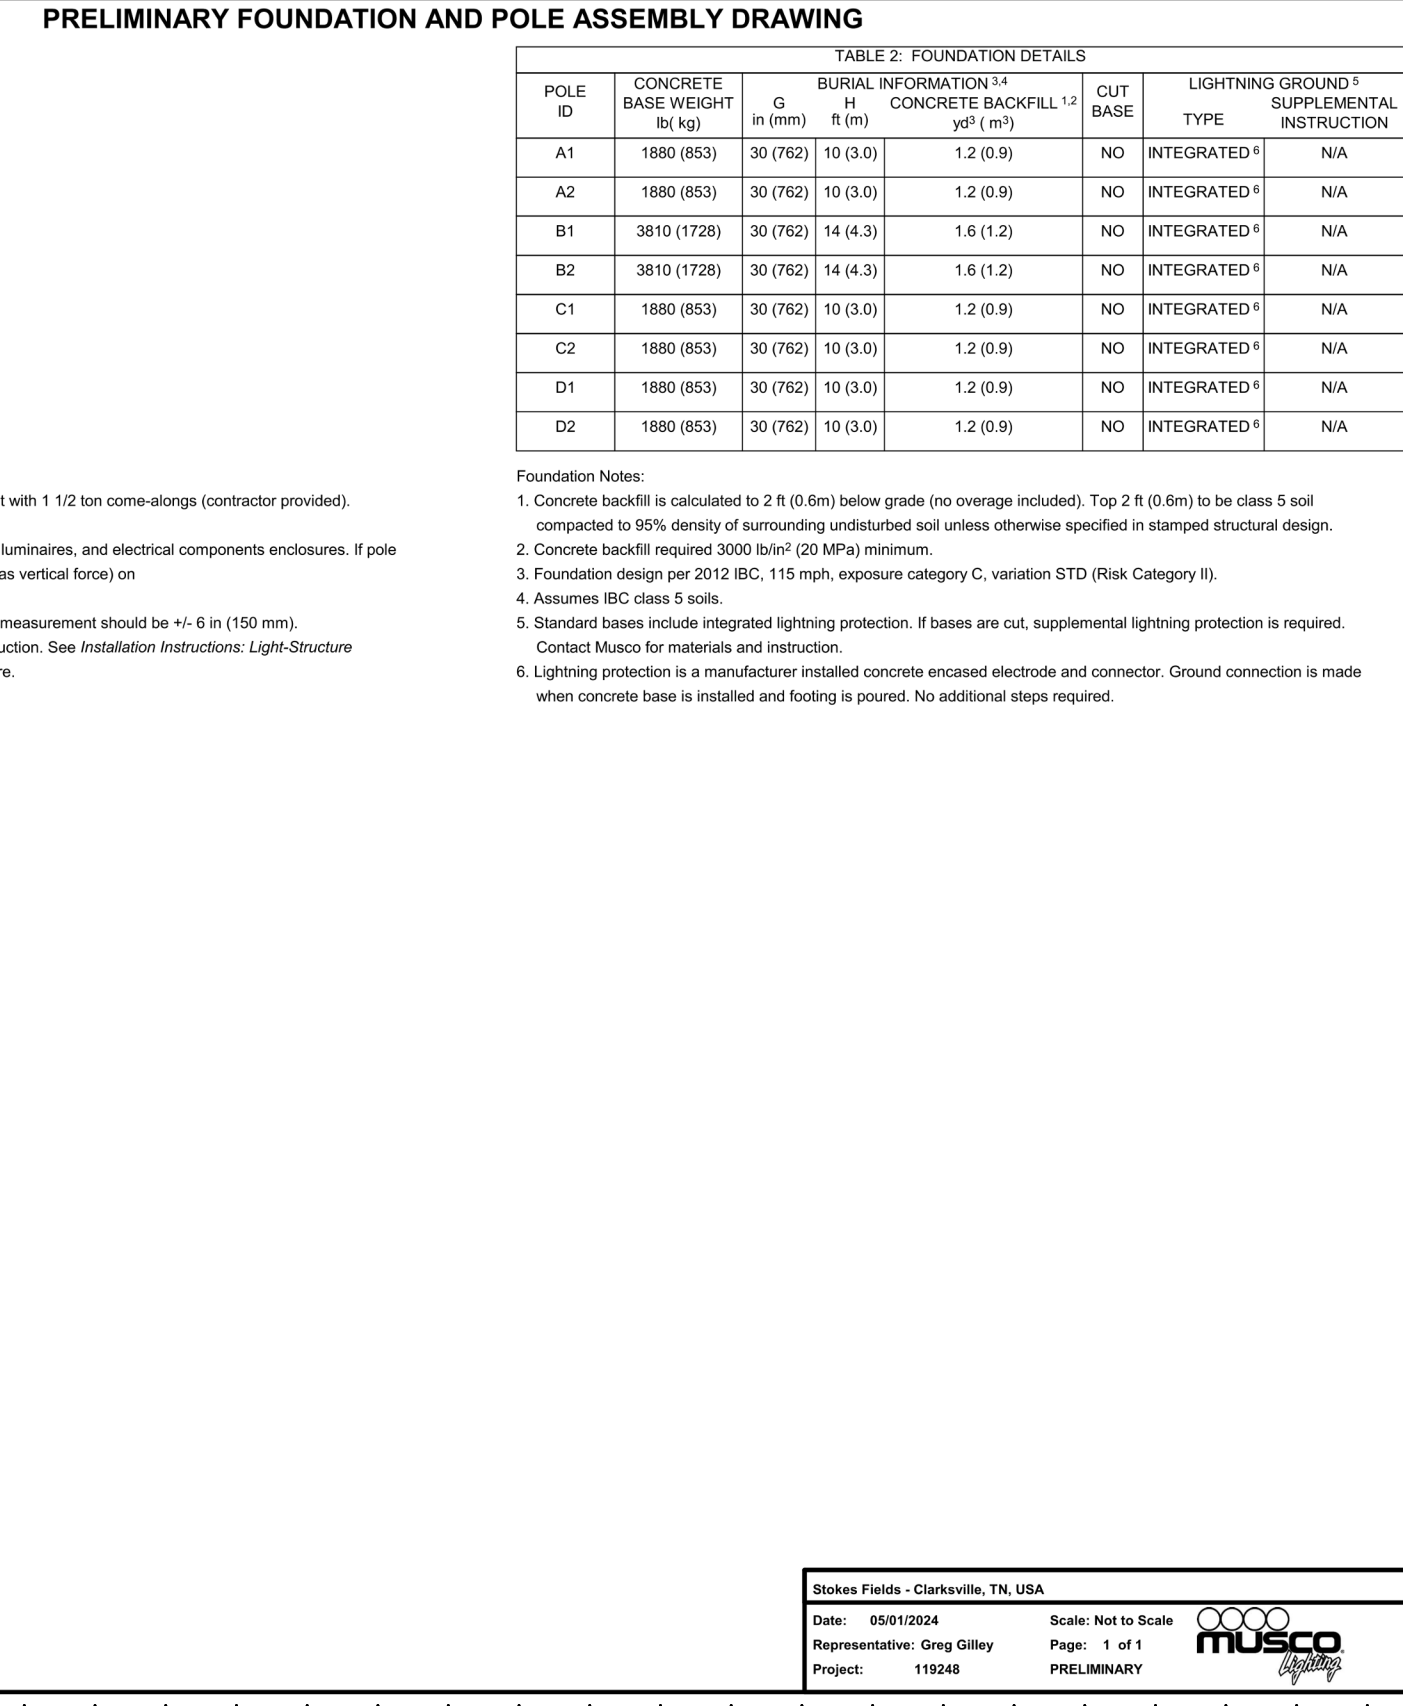 PRELIMINARY FOUNDATION AND POLE ASSEMBLY DRAWING
TABLE 2: FOUNDATION DETAILS
POLE ID CONCRETE BASE WEIGHT lb( kg) BURIAL INFORMATION 3,4 G in (mm) H ft (m) CONCRETE BACKFILL 1,2 yd³ ( m³) CUT BASE LIGHTNING GROUND 5 TYPE SUPPLEMENTAL INSTRUCTION
A1 1880 (853) 30 (762) 10 (3.0) 1.2 (0.9) NO INTEGRATED 6 N/A
A2 1880 (853) 30 (762) 10 (3.0) 1.2 (0.9) NO INTEGRATED 6 N/A
B1 3810 (1728) 30 (762) 14 (4.3) 1.6 (1.2) NO INTEGRATED 6 N/A
B2 3810 (1728) 30 (762) 14 (4.3) 1.6 (1.2) NO INTEGRATED 6 N/A
C1 1880 (853) 30 (762) 10 (3.0) 1.2 (0.9) NO INTEGRATED 6 N/A
C2 1880 (853) 30 (762) 10 (3.0) 1.2 (0.9) NO INTEGRATED 6 N/A
D1 1880 (853) 30 (762) 10 (3.0) 1.2 (0.9) NO INTEGRATED 6 N/A
D2 1880 (853) 30 (762) 10 (3.0) 1.2 (0.9) NO INTEGRATED 6 N/A
t with 1 1/2 ton come-alongs (contractor provided).
luminaires, and electrical components enclosures. If pole
as vertical force) on
measurement should be +/- 6 in (150 mm).
uction. See Installation Instructions: Light-Structure
re.
Foundation Notes:
1. Concrete backfill is calculated to 2 ft (0.6m) below grade (no overage included). Top 2 ft (0.6m) to be class 5 soil
compacted to 95% density of surrounding undisturbed soil unless otherwise specified in stamped structural design.
2. Concrete backfill required 3000 lb/in² (20 MPa) minimum.
3. Foundation design per 2012 IBC, 115 mph, exposure category C, variation STD (Risk Category II).
4. Assumes IBC class 5 soils.
5. Standard bases include integrated lightning protection. If bases are cut, supplemental lightning protection is required.
Contact Musco for materials and instruction.
6. Lightning protection is a manufacturer installed concrete encased electrode and connector. Ground connection is made
when concrete base is installed and footing is poured. No additional steps required.
Stokes Fields - Clarksville, TN, USA
Date: 05/01/2024 Scale: Not to Scale
Representative: Greg Gilley Page: 1 of 1
Project: 119248 PRELIMINARY
MUSCO
Lighting